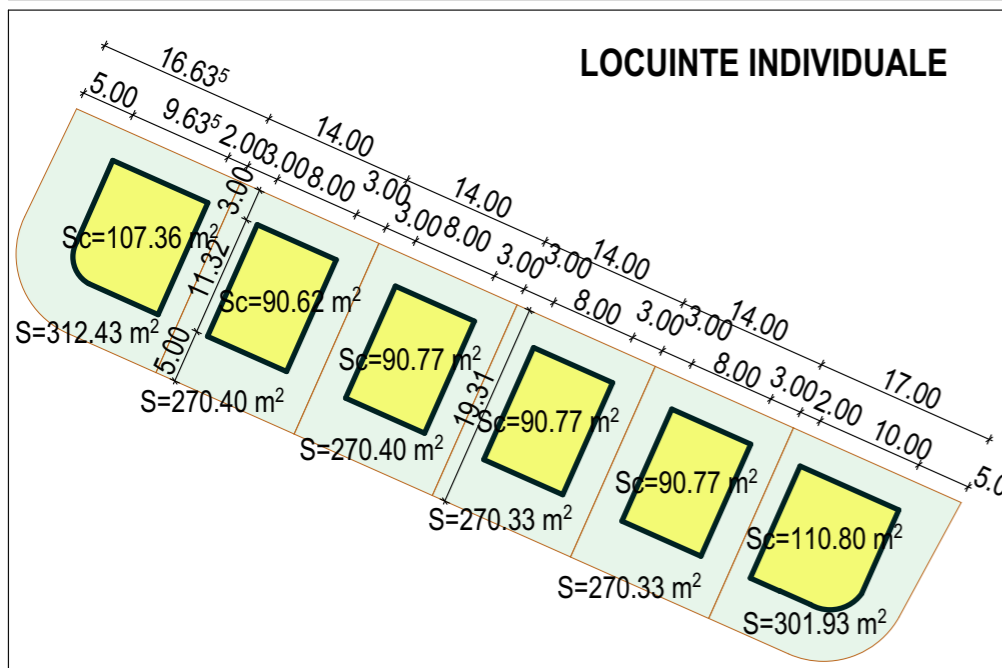 LOCUINTE INDIVIDUALE
16.63⁵
14.00
14.00
14.00
14.00
17.00
5.00
9.63⁵
2.00
3.00
8.00
3.00
3.00
8.00
3.00
3.00
8.00
3.00
3.00
8.00
3.00
2.00
10.00
5.0
3.00
11.32
5.00
19.31
Sc=107.36 m²
S=312.43 m²
Sc=90.62 m²
S=270.40 m²
Sc=90.77 m²
S=270.40 m²
Sc=90.77 m²
S=270.33 m²
Sc=90.77 m²
S=270.33 m²
Sc=110.80 m²
S=301.93 m²